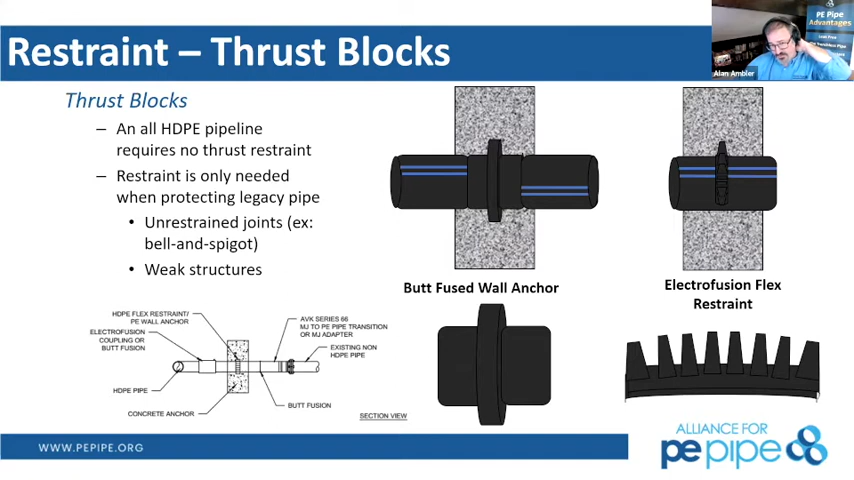 Restraint – Thrust Blocks
PE Pipe
Advantages
Leak Free
Alan Ambler
Thrust Blocks
– An all HDPE pipeline
requires no thrust restraint
– Restraint is only needed
when protecting legacy pipe
• Unrestrained joints (ex:
bell-and-spigot)
• Weak structures
Butt Fused Wall Anchor
Electrofusion Flex
Restraint
HDPE FLEX RESTRAINT/
PE WALL ANCHOR
ELECTROFUSION
COUPLING OR
BUTT FUSION
HDPE PIPE
CONCRETE ANCHOR
AVK SERIES 66
MJ TO PE PIPE TRANSITION
OR MJ ADAPTER
EXISTING NON
HDPE PIPE
BUTT FUSION
SECTION VIEW
WWW.PEPIPE.ORG
ALLIANCE FOR
pepipe